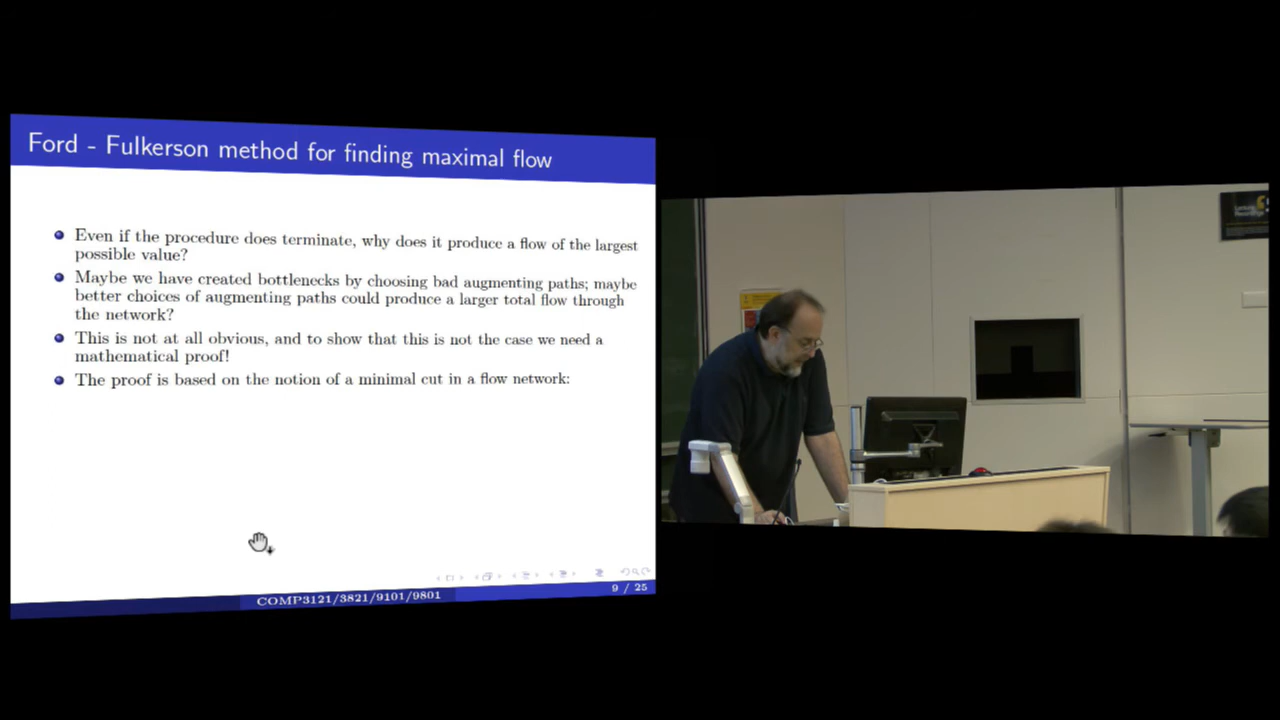 Ford - Fulkerson method for finding maximal flow
Even if the procedure does terminate, why does it produce a flow of the largest
possible value?
Maybe we have created bottlenecks by choosing bad augmenting paths; maybe
better choices of augmenting paths could produce a larger total flow through
the network?
This is not at all obvious, and to show that this is not the case we need a
mathematical proof!
The proof is based on the notion of a minimal cut in a flow network:
COMP3121/3821/9101/9801
9 / 25